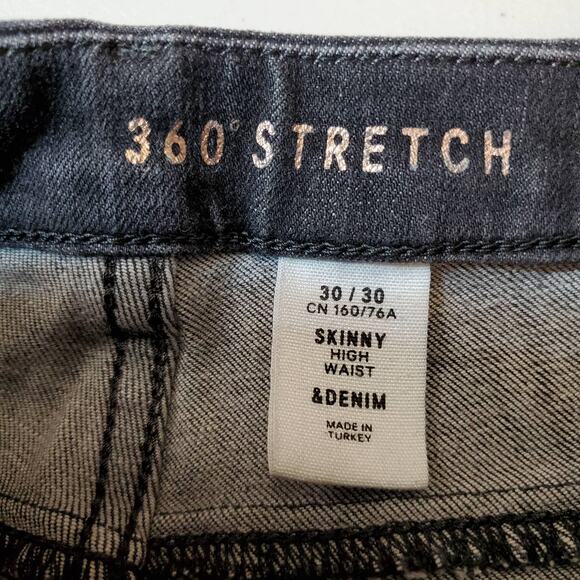 360° STRETCH
30 / 30
CN 160/76A
SKINNY
HIGH
WAIST
&DENIM
MADE IN
TURKEY